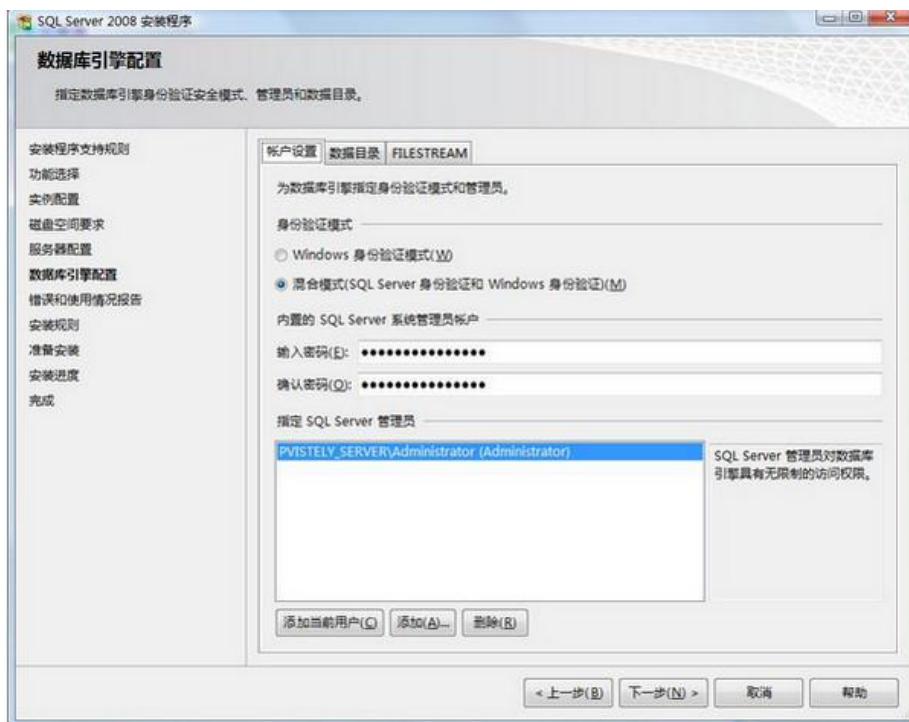 SQL Server 2008 安装程序
数据库引擎配置
指定数据库引擎身份验证安全模式、管理员和数据目录。
安装程序支持规则
功能选择
实例配置
磁盘空间要求
服务器配置
数据库引擎配置
错误和使用情况报告
安装规则
准备安装
安装进度
完成
帐户设置 数据目录 FILESTREAM
为数据库引擎指定身份验证模式和管理员。
身份验证模式
Windows 身份验证模式(W)
混合模式(SQL Server 身份验证和 Windows 身份验证)(M)
内置的 SQL Server 系统管理员帐户
输入密码(E): ●●●●●●●●●●●●●●●
确认密码(O): ●●●●●●●●●●●●●●●
指定 SQL Server 管理员
PVISTELY_SERVER\Administrator (Administrator)
SQL Server 管理员对数据库
引擎具有无限制的访问权限。
添加当前用户(C) 添加(A)... 删除(R)
< 上一步(B) 下一步(N) > 取消 帮助